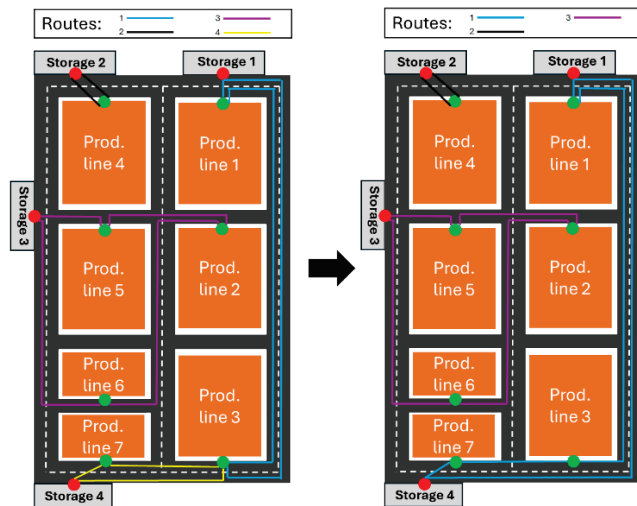 Routes: 1 3
2 4
Storage 2
Storage 1
Prod.
line 4
Prod.
line 1
Storage 3
Prod.
line 5
Prod.
line 2
Prod.
line 6
Prod.
line 3
Prod.
line 7
Storage 4
Routes: 1 3
2
Storage 2
Storage 1
Prod.
line 4
Prod.
line 1
Storage 3
Prod.
line 5
Prod.
line 2
Prod.
line 6
Prod.
line 3
Prod.
line 7
Storage 4